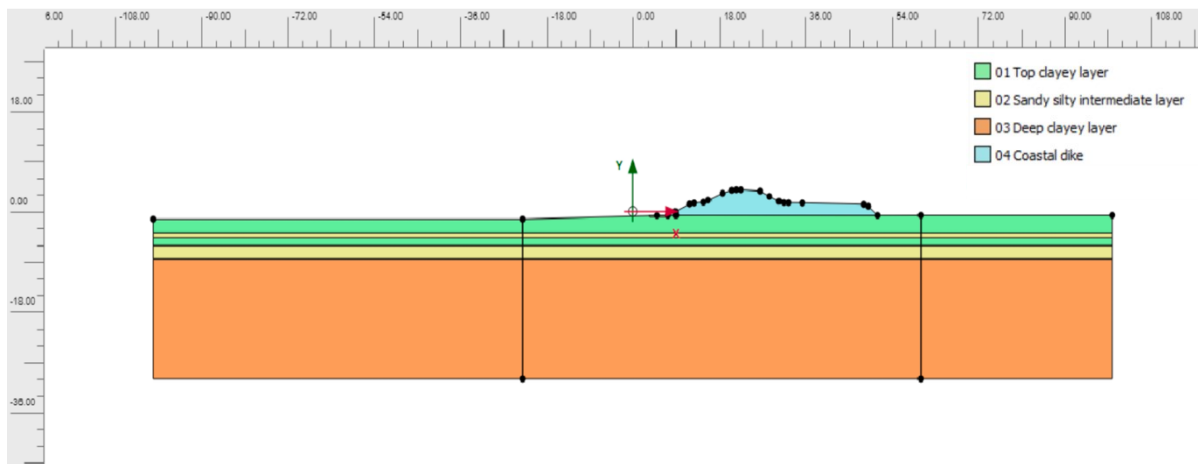 6.00 -108.00 -90.00 -72.00 -54.00 -36.00 -18.00 0.00 18.00 36.00 54.00 72.00 90.00 108.00
01 Top clayey layer
02 Sandy silty intermediate layer
03 Deep clayey layer
04 Coastal dike
18.00
Y
0.00
X
-18.00
-36.00